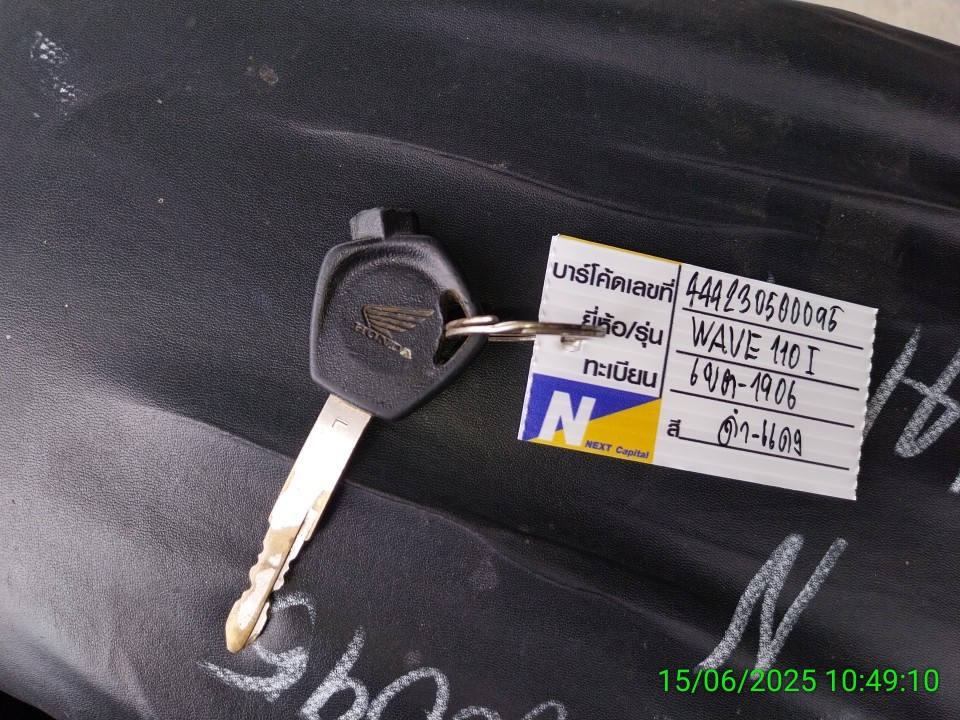 HONDA
L
บาร์โค้ดเลขที่ 444230500095
ยี่ห้อ/รุ่น WAVE 110 I
ทะเบียน 6ขต-1906
สี ดำ-แดง
N
NEXT Capital
N
15/06/2025 10:49:10